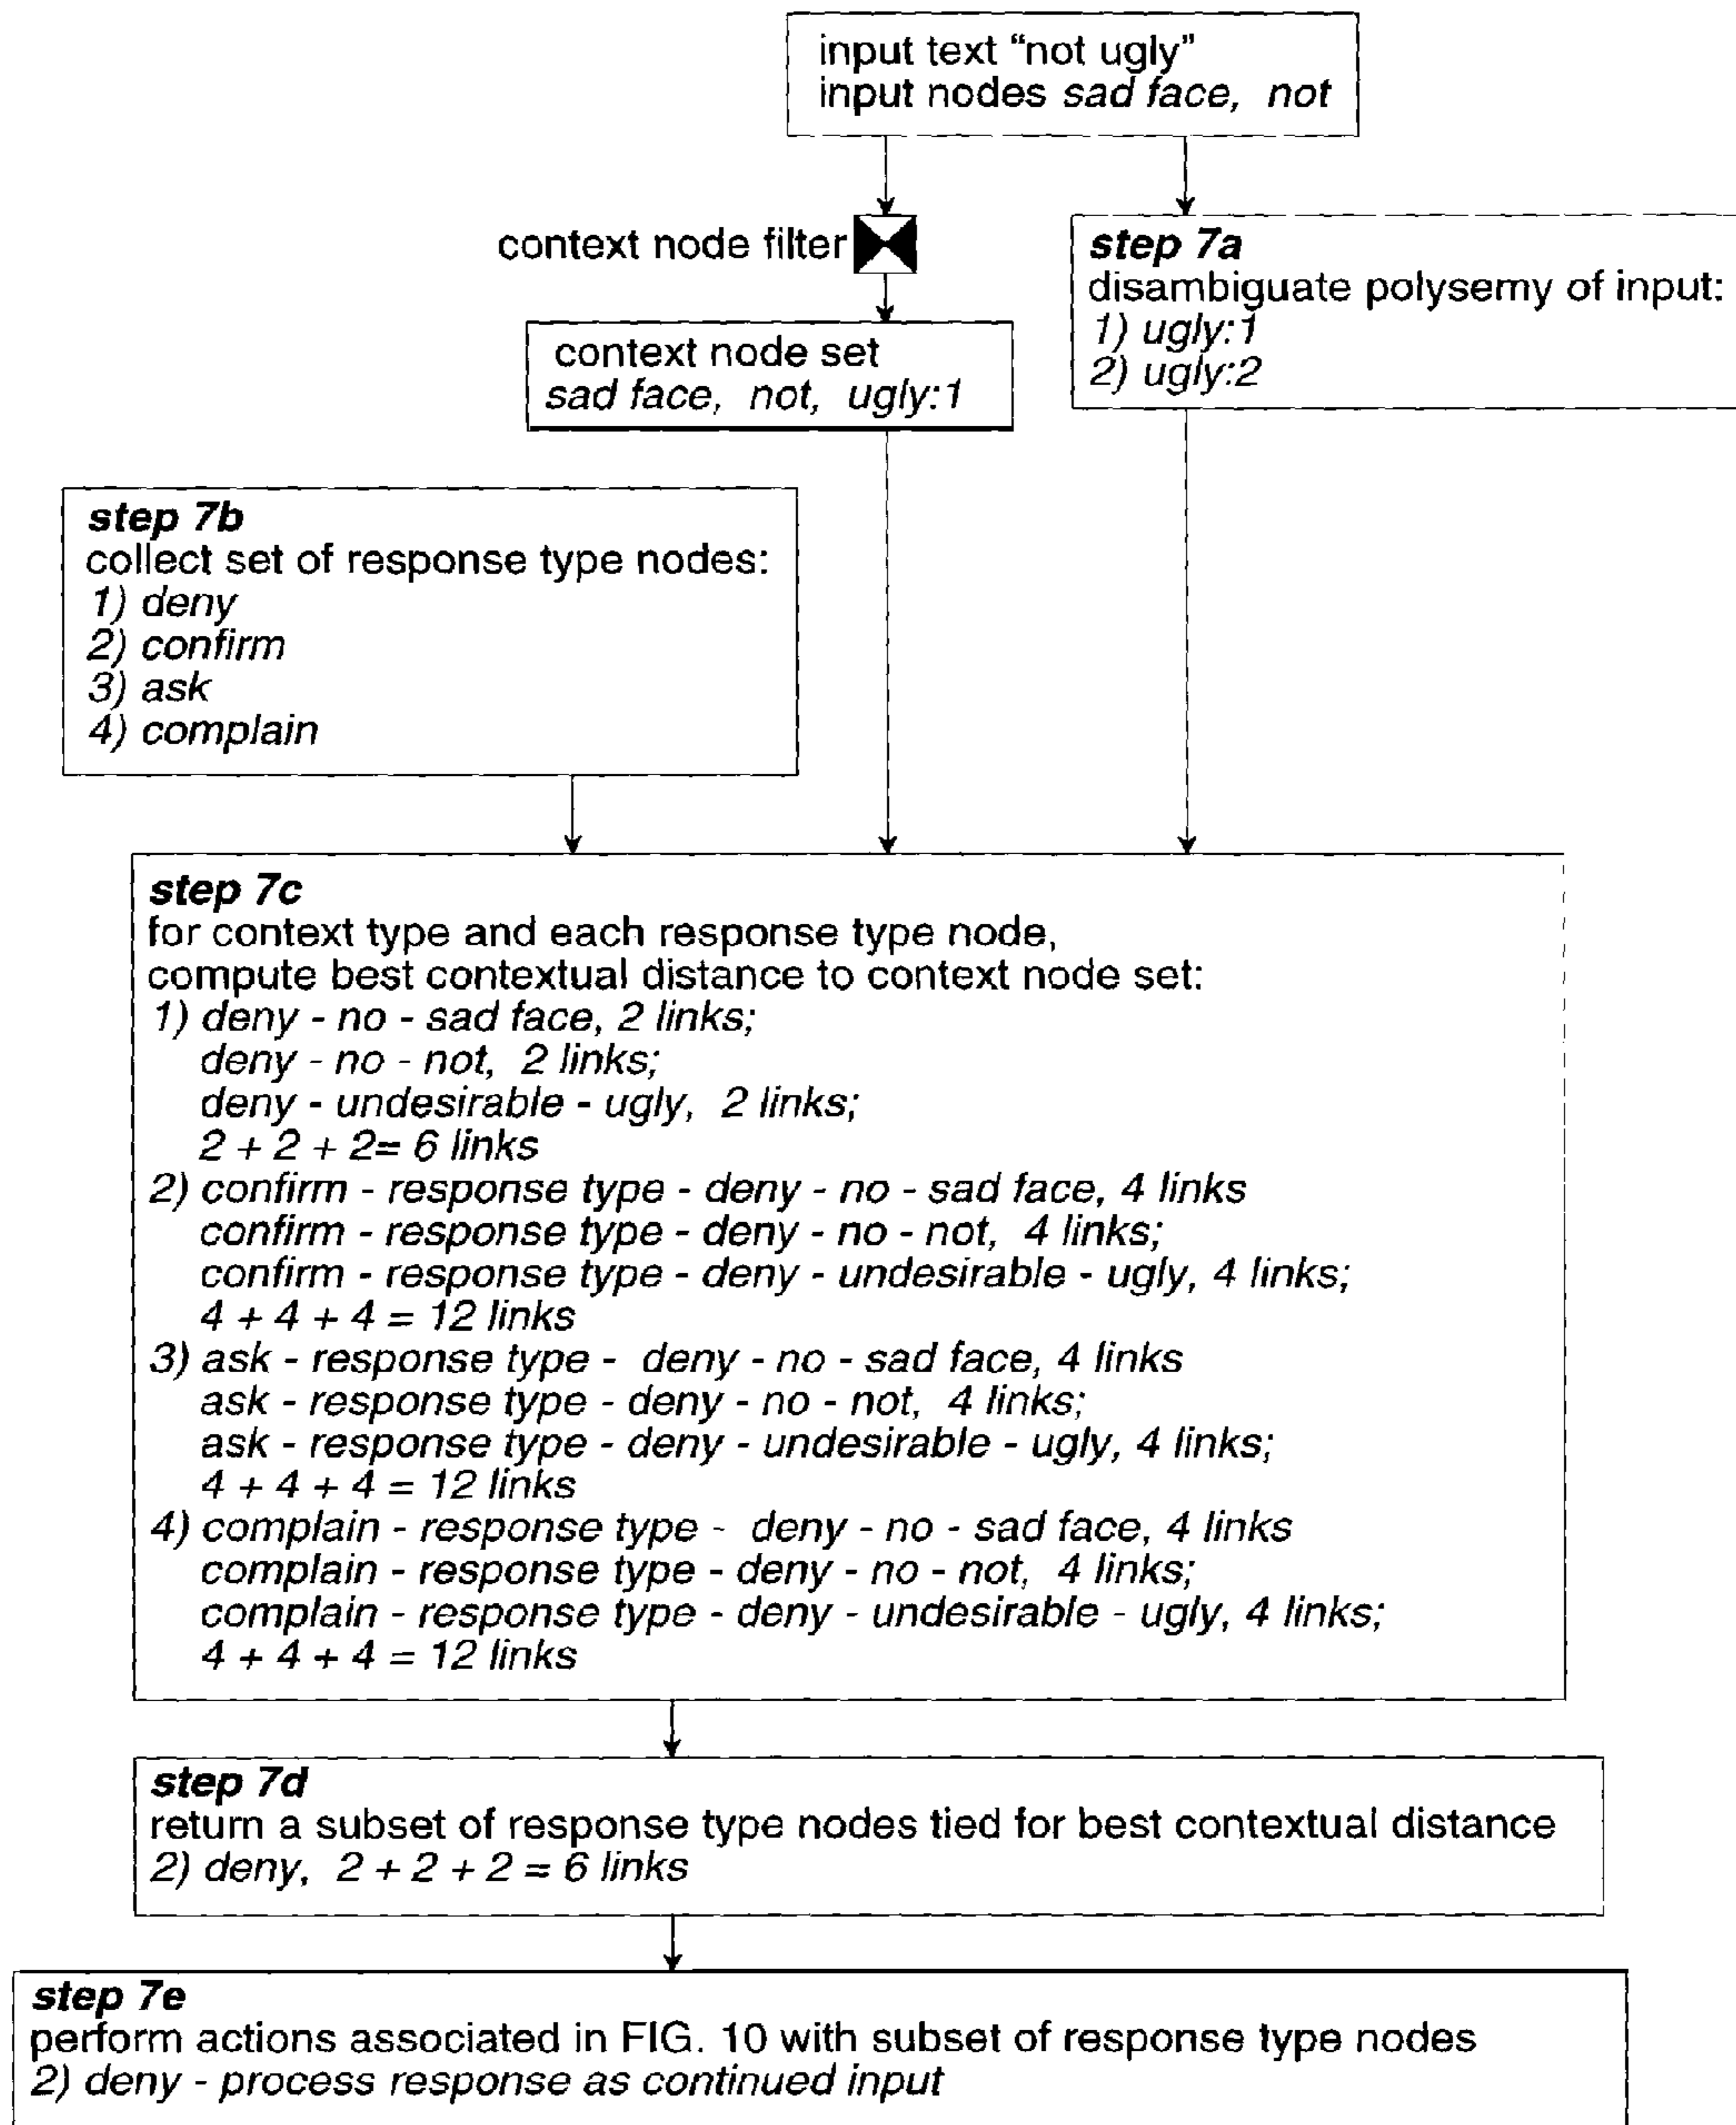 input text “not ugly”
input nodes sad face, not
context node filter
step 7a
disambiguate polysemy of input:
1) ugly:1
2) ugly:2
context node set
sad face, not, ugly:1
step 7b
collect set of response type nodes:
1) deny
2) confirm
3) ask
4) complain
step 7c
for context type and each response type node,
compute best contextual distance to context node set:
1) deny - no - sad face, 2 links;
deny - no - not, 2 links;
deny - undesirable - ugly, 2 links;
2 + 2 + 2= 6 links
2) confirm - response type - deny - no - sad face, 4 links
confirm - response type - deny - no - not, 4 links;
confirm - response type - deny - undesirable - ugly, 4 links;
4 + 4 + 4 = 12 links
3) ask - response type - deny - no - sad face, 4 links
ask - response type - deny - no - not, 4 links;
ask - response type - deny - undesirable - ugly, 4 links;
4 + 4 + 4 = 12 links
4) complain - response type - deny - no - sad face, 4 links
complain - response type - deny - no - not, 4 links;
complain - response type - deny - undesirable - ugly, 4 links;
4 + 4 + 4 = 12 links
step 7d
return a subset of response type nodes tied for best contextual distance
2) deny, 2 + 2 + 2 = 6 links
step 7e
perform actions associated in FIG. 10 with subset of response type nodes
2) deny - process response as continued input